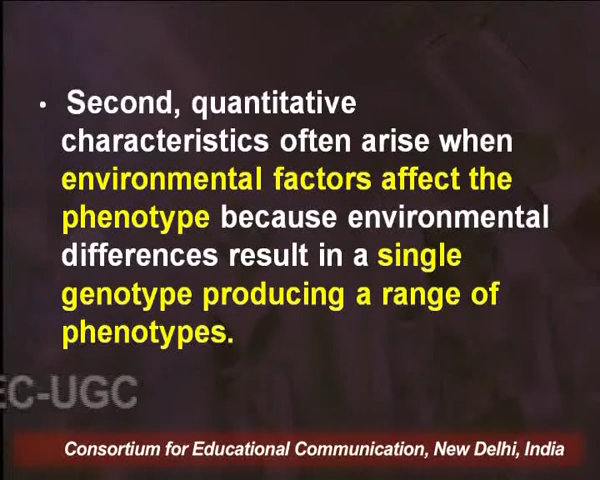 • Second, quantitative
characteristics often arise when
environmental factors affect the
phenotype because environmental
differences result in a single
genotype producing a range of
phenotypes.
EC-UGC
Consortium for Educational Communication, New Delhi, India